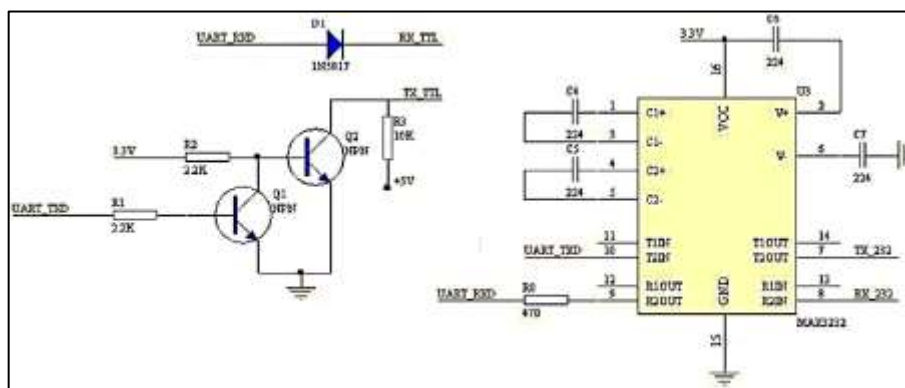 D1
UART_RXD
RX_TTL
1N5817
TX_TTL
R3
10K
+5V
Q2
NPN
3.3V
R2
2.2K
Q1
NPN
UART_TXD
R1
2.2K
3.3V
224
16
VCC
U3
C6
224
1
C1+
V+
3
C1-
C5
224
4
C2+
V-
6
C7
224
5
C2-
11
T1IN
T1OUT
14
UART_TXD
10
T2IN
T2OUT
7
TX_232
12
R1OUT
R1IN
13
UART_RXD
470
9
R2OUT
R2IN
8
RX_232
GND
MAX3232
15